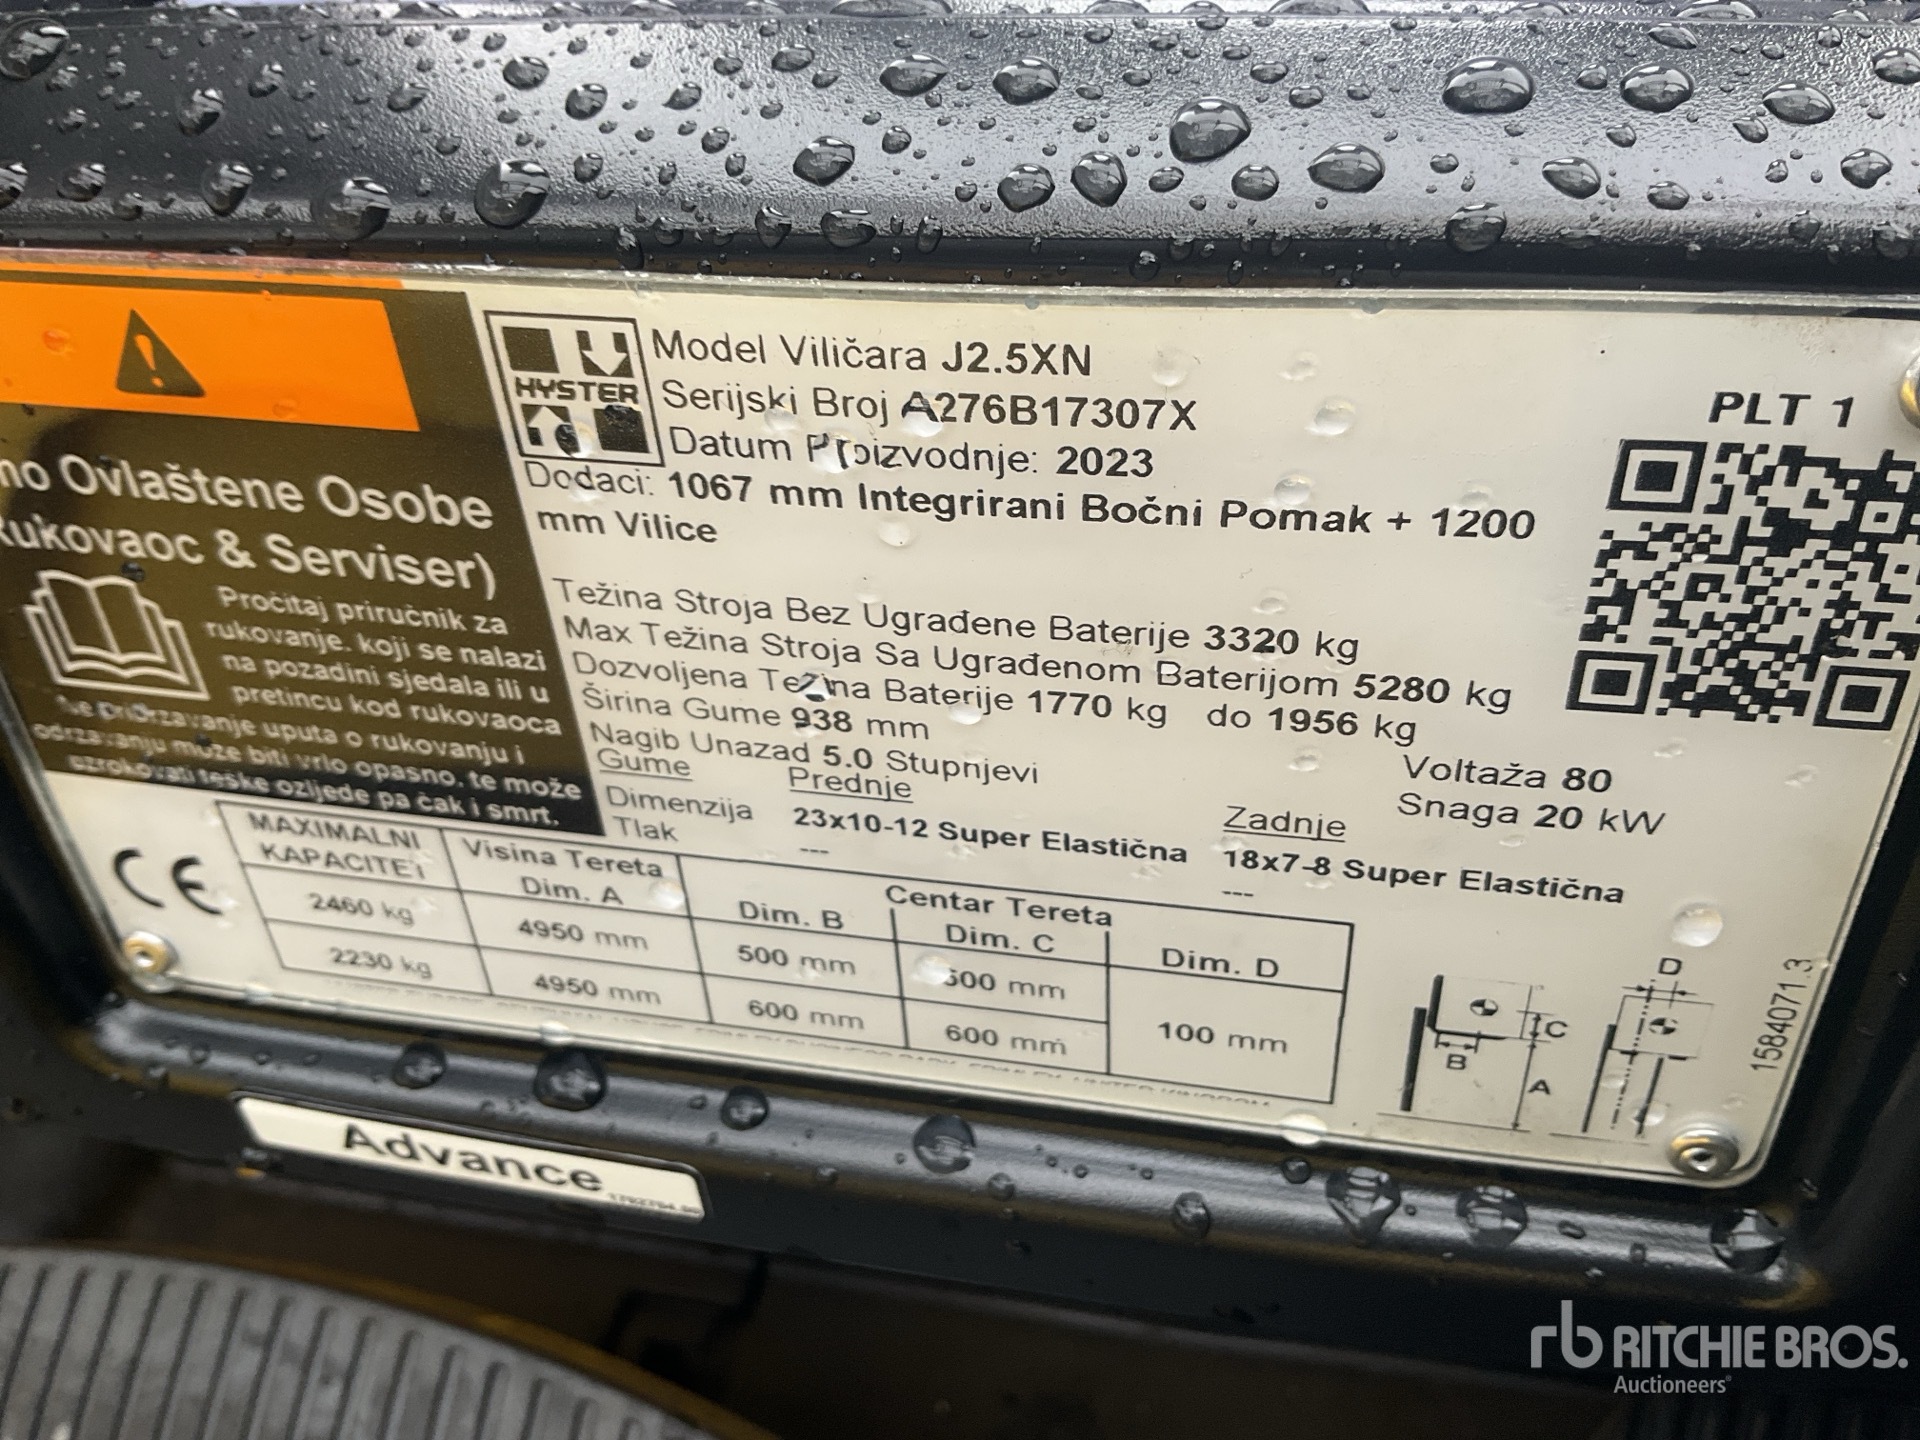 HYSTER
Model Viličara J2.5XN
Serijski Broj A276B17307X
Datum Proizvodnje: 2023
Dodaci: 1067 mm Integrirani Bočni Pomak + 1200
mm Vilice
PLT 1
Ovlaštene Osobe
& Serviser)
Pročitaj priručnik za
rukovanje, koji se nalazi
na pozadini sjedala ili u
pretincu kod rukovaoca
Ne pridrzavanje uputa o rukovanju i
može biti vrlo opasno, te može
uzrokovati teške ozlijede pa čak i smrt.
Težina Stroja Bez Ugrađene Baterije 3320 kg
Max Težina Stroja Sa Ugrađenom Baterijom 5280 kg
Dozvoljena Težina Baterije 1770 kg do 1956 kg
Širina Gume 938 mm
Nagib Unazad 5.0 Stupnjevi
Voltaža 80
Snaga 20 kW
Gume Prednje Zadnje
Dimenzija 23x10-12 Super Elastična 18x7-8 Super Elastična
Tlak --- ---
CE
MAXIMALNI KAPACITET Visina Tereta Centar Tereta
Dim. A Dim. B Dim. C Dim. D
2460 kg 4950 mm 500 mm 500 mm 100 mm
2230 kg 4950 mm 600 mm 600 mm
D
C
B
A
1584071.3
Advance
rb RITCHIE BROS.
Auctioneers